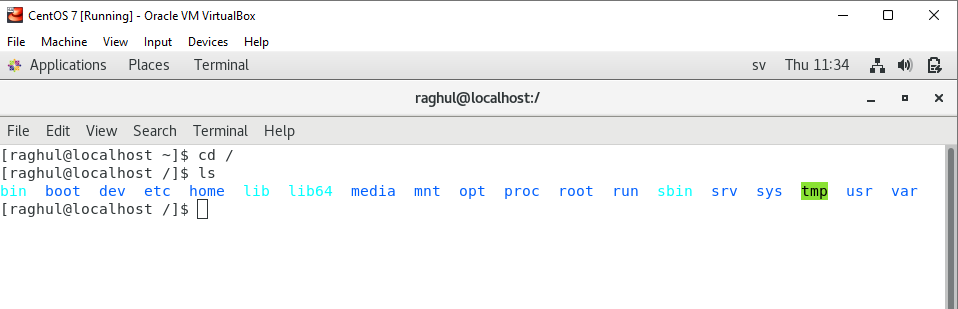 CentOS 7 [Running] - Oracle VM VirtualBox
File Machine View Input Devices Help
Applications Places Terminal sv Thu 11:34
raghul@localhost:/
File Edit View Search Terminal Help
[raghul@localhost ~]$ cd /
[raghul@localhost /]$ ls
bin boot dev etc home lib lib64 media mnt opt proc root run sbin srv sys tmp usr var
[raghul@localhost /]$